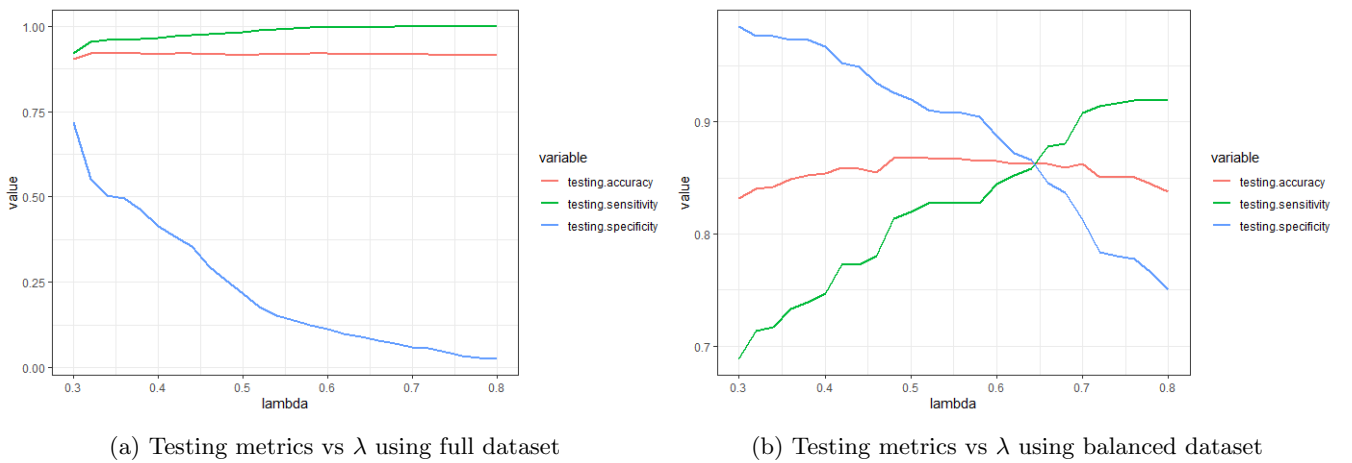 1.00
0.75
0.50
0.25
0.00
value
0.3 0.4 0.5 0.6 0.7 0.8
lambda
variable
testing.accuracy
testing.sensitivity
testing.specificity
(a) Testing metrics vs λ using full dataset
0.9
0.8
0.7
value
0.3 0.4 0.5 0.6 0.7 0.8
lambda
variable
testing.accuracy
testing.sensitivity
testing.specificity
(b) Testing metrics vs λ using balanced dataset